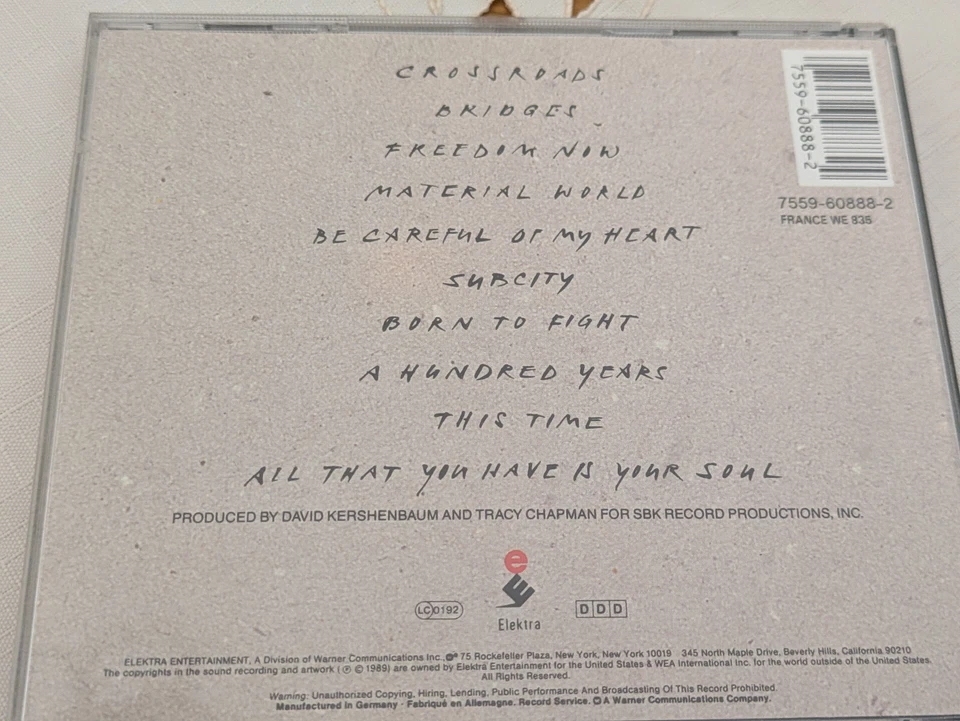 CROSSROADS
BRIDGES
FREEDOM NOW
MATERIAL WORLD
BE CAREFUL OF MY HEART
SUBCITY
BORN TO FIGHT
A HUNDRED YEARS
THIS TIME
ALL THAT YOU HAVE IS YOUR SOUL
7559-60888-2
7559-60888-2
FRANCE WE 835
PRODUCED BY DAVID KERSHENBAUM AND TRACY CHAPMAN FOR SBK RECORD PRODUCTIONS, INC.
e
LC 0192
Elektra
D D D
ELEKTRA ENTERTAINMENT, A Division of Warner Communications Inc., 75 Rockefeller Plaza, New York, New York 10019 345 North Maple Drive, Beverly Hills, California 90210
The copyrights in the sound recording and artwork (℗ © 1989) are owned by Elektra Entertainment for the United States & WEA International Inc. for the world outside of the United States.
All Rights Reserved.
Warning: Unauthorized Copying, Hiring, Lending, Public Performance And Broadcasting Of This Record Prohibited.
Manufactured in Germany · Fabriqué en Allemagne. Record Service. A Warner Communications Company.